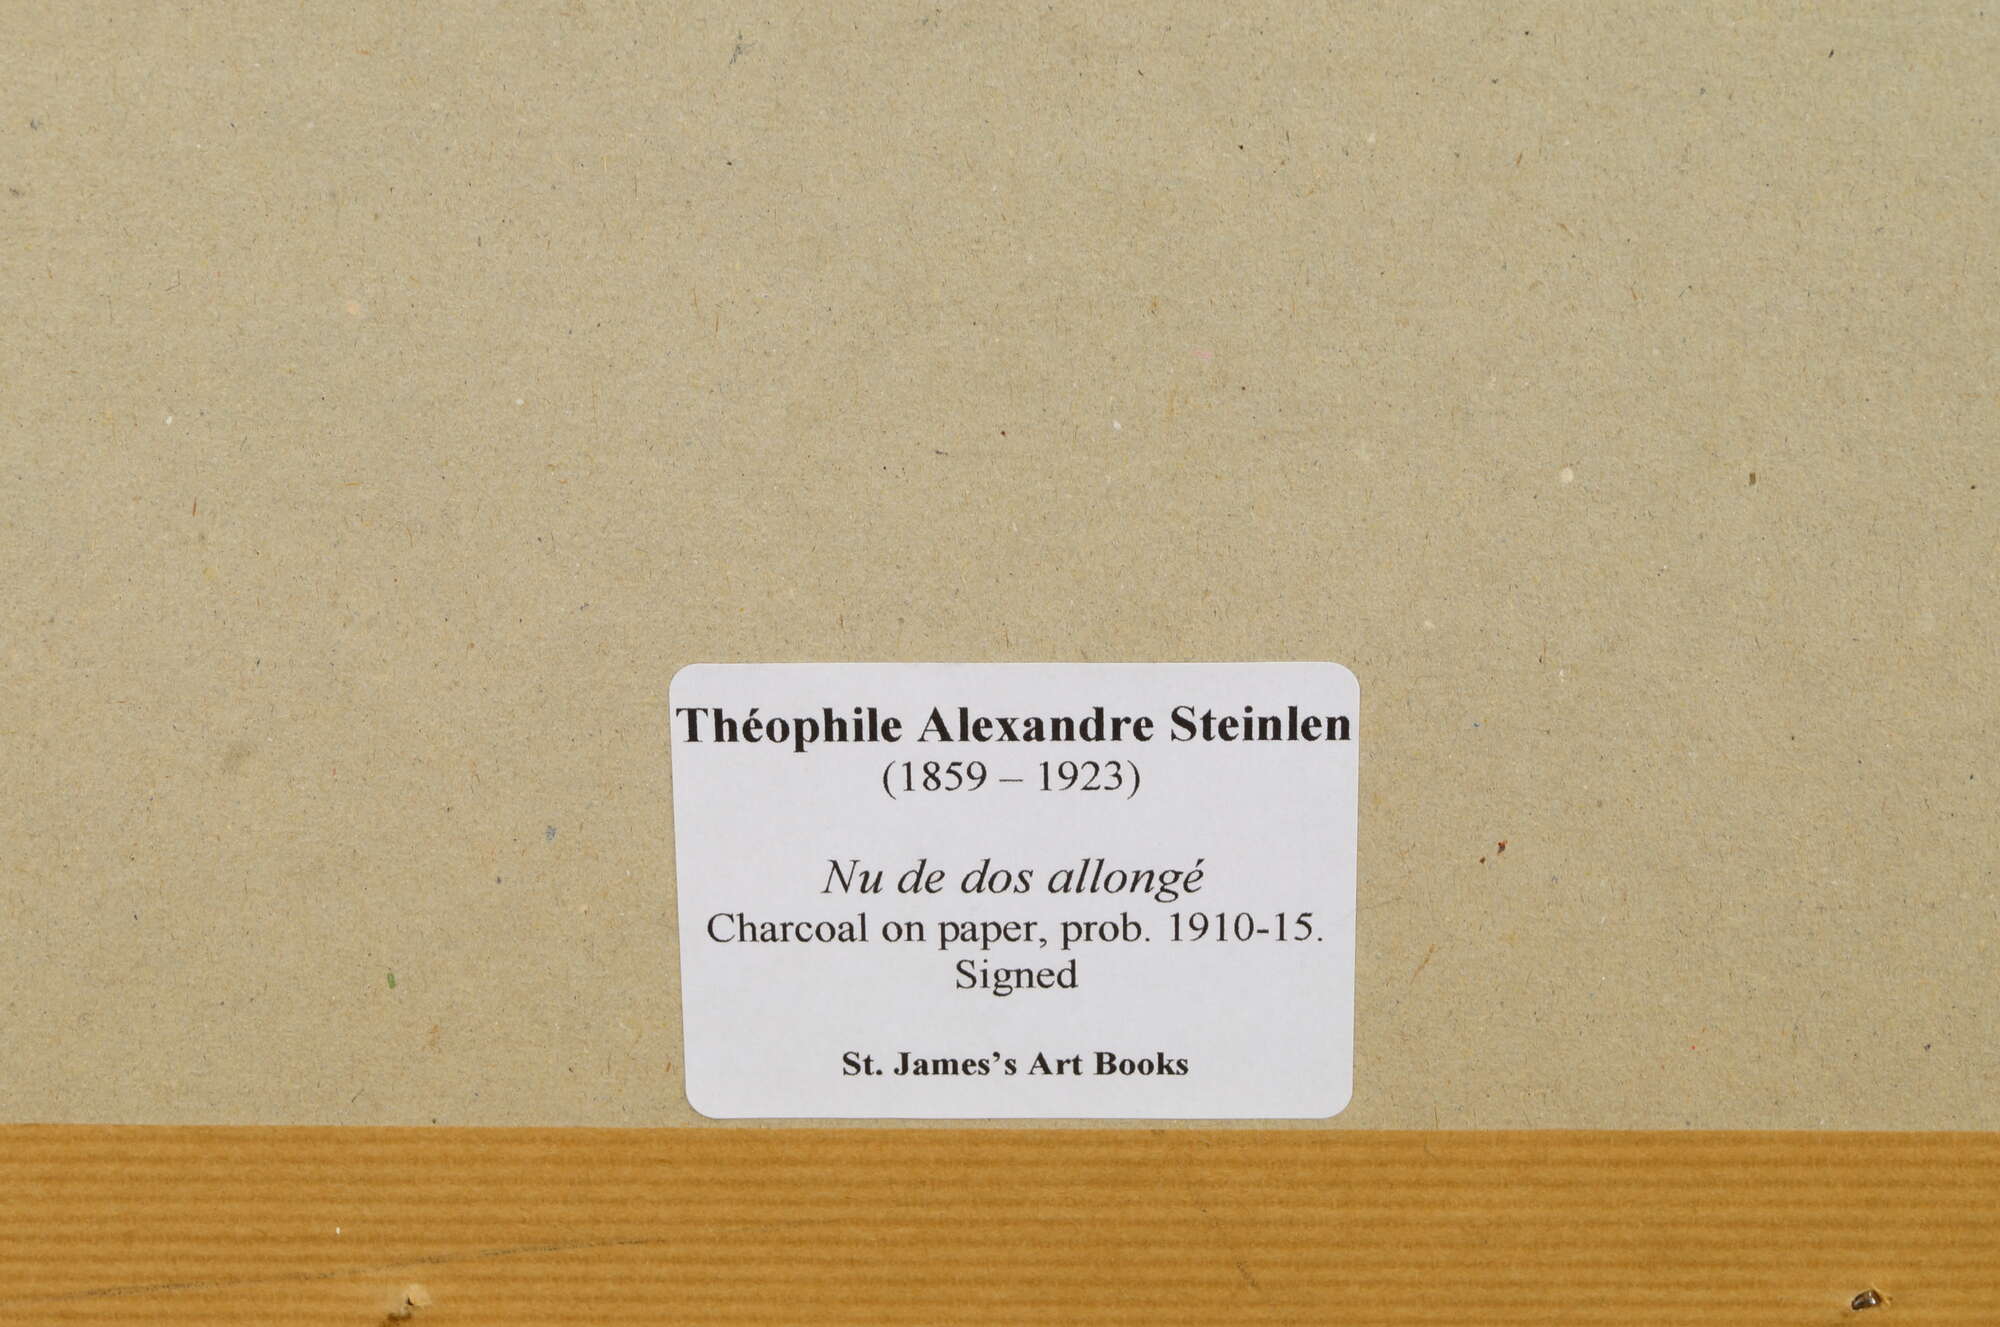 Théophile Alexandre Steinlen
(1859 – 1923)
Nu de dos allongé
Charcoal on paper, prob. 1910-15.
Signed
St. James’s Art Books